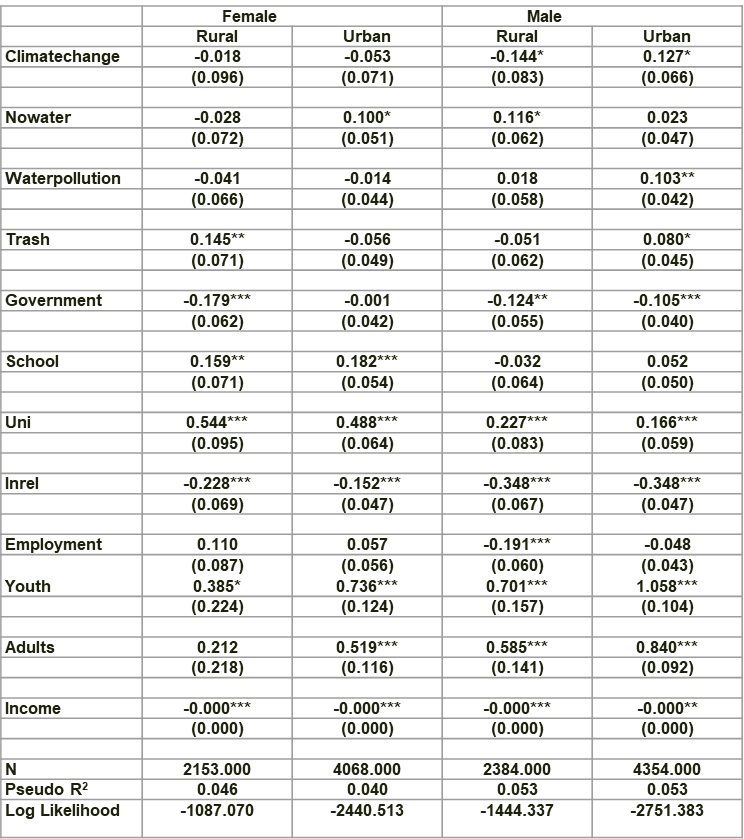 Female Male
Rural Urban Rural Urban
Climatechange -0.018 -0.053 -0.144* 0.127*
(0.096) (0.071) (0.083) (0.066)
Nowater -0.028 0.100* 0.116* 0.023
(0.072) (0.051) (0.062) (0.047)
Waterpollution -0.041 -0.014 0.018 0.103**
(0.066) (0.044) (0.058) (0.042)
Trash 0.145** -0.056 -0.051 0.080*
(0.071) (0.049) (0.062) (0.045)
Government -0.179*** -0.001 -0.124** -0.105***
(0.062) (0.042) (0.055) (0.040)
School 0.159** 0.182*** -0.032 0.052
(0.071) (0.054) (0.064) (0.050)
Uni 0.544*** 0.488*** 0.227*** 0.166***
(0.095) (0.064) (0.083) (0.059)
Inrel -0.228*** -0.152*** -0.348*** -0.348***
(0.069) (0.047) (0.067) (0.047)
Employment 0.110 0.057 -0.191*** -0.048
(0.087) (0.056) (0.060) (0.043)
Youth 0.385* 0.736*** 0.701*** 1.058***
(0.224) (0.124) (0.157) (0.104)
Adults 0.212 0.519*** 0.585*** 0.840***
(0.218) (0.116) (0.141) (0.092)
Income -0.000*** -0.000*** -0.000*** -0.000**
(0.000) (0.000) (0.000) (0.000)
N 2153.000 4068.000 2384.000 4354.000
Pseudo R² 0.046 0.040 0.053 0.053
Log Likelihood -1087.070 -2440.513 -1444.337 -2751.383